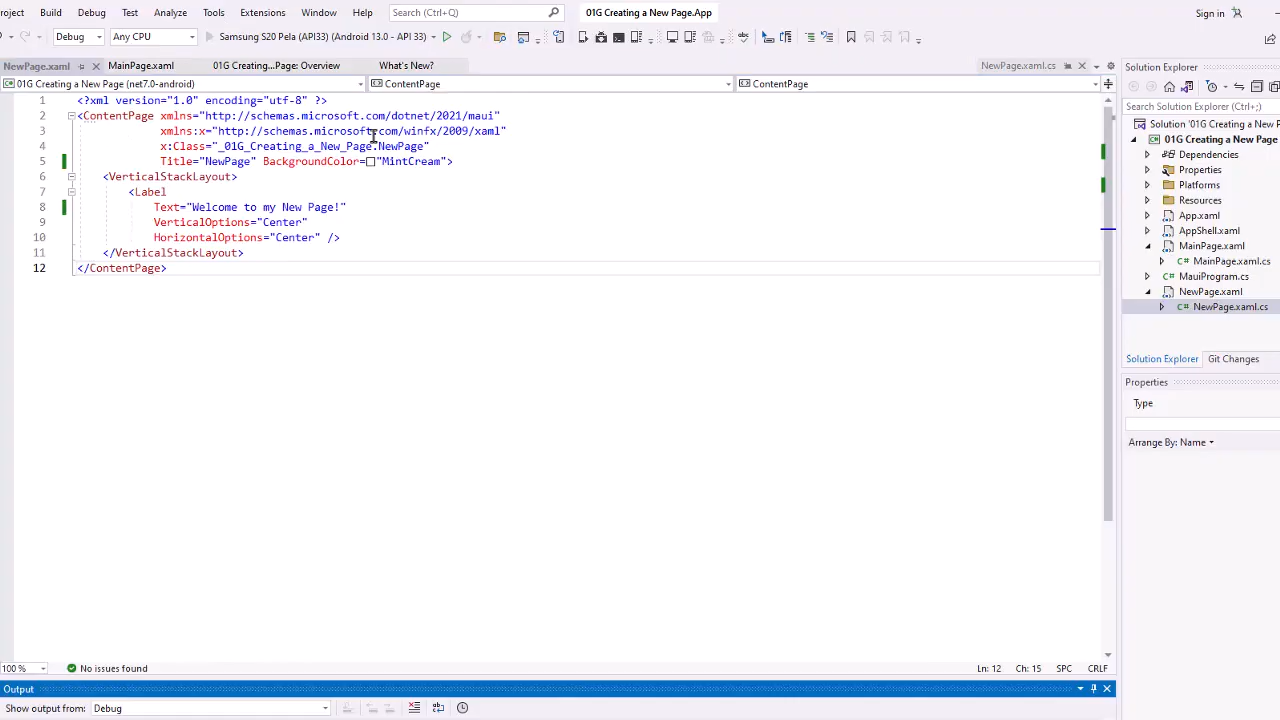 roject Build Debug Test Analyze Tools Extensions Window Help Search (Ctrl+Q) 01G Creating a New Page.App Sign in
Debug Any CPU Samsung S20 Pela (API33) (Android 13.0 - API 33)
NewPage.xaml MainPage.xaml 01G Creating...Page: Overview What's New? NewPage.xaml.cs
01G Creating a New Page (net7.0-android) ContentPage ContentPage
1 <?xml version="1.0" encoding="utf-8" ?>
2 <ContentPage xmlns="http://schemas.microsoft.com/dotnet/2021/maui"
3 xmlns:x="http://schemas.microsoft.com/winfx/2009/xaml"
4 x:Class="_01G_Creating_a_New_Page.NewPage"
5 Title="NewPage" BackgroundColor="MintCream">
6 <VerticalStackLayout>
7 <Label
8 Text="Welcome to my New Page!"
9 VerticalOptions="Center"
10 HorizontalOptions="Center" />
11 </VerticalStackLayout>
12 </ContentPage>
100 % No issues found Ln: 12 Ch: 15 SPC CRLF
Output
Show output from: Debug
Solution Explorer
Search Solution Explorer (Ctrl+;)
Solution '01G Creating a New
01G Creating a New Page
Dependencies
Properties
Platforms
Resources
App.xaml
AppShell.xaml
MainPage.xaml
C# MainPage.xaml.cs
C# MauiProgram.cs
NewPage.xaml
C# NewPage.xaml.cs
Solution Explorer Git Changes
Properties
Type
Arrange By: Name